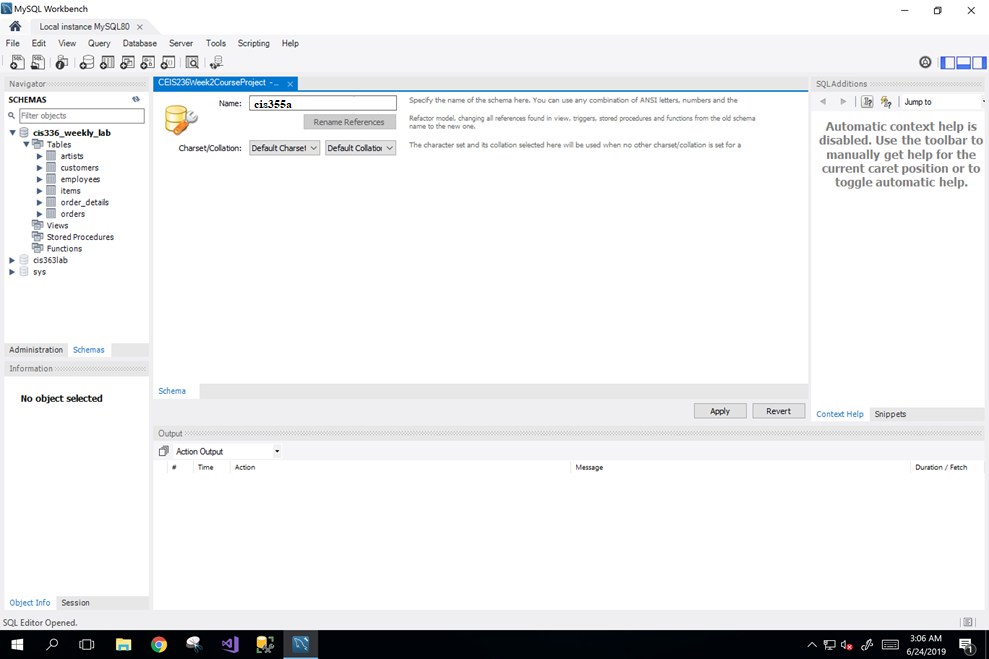 MySQL Workbench
Local instance MySQL80
File Edit View Query Database Server Tools Scripting Help
Navigator
SCHEMAS
Filter objects
cis336_weekly_lab
Tables
artists
customers
employees
items
order_details
orders
Views
Stored Procedures
Functions
cis363lab
sys
Administration Schemas
Information
No object selected
Object Info Session
CEIS236Week2CourseProject - ...
Name: cis355a
Specify the name of the schema here. You can use any combination of ANSI letters, numbers and the
Rename References
Refactor model, changing all references found in view, triggers, stored procedures and functions from the old schema
name to the new one.
Charset/Collation: Default Charset Default Collation
The character set and its collation selected here will be used when no other charset/collation is set for a
Schema
Apply Revert
SQLAdditions
Jump to
Automatic context help is
disabled. Use the toolbar to
manually get help for the
current caret position or to
toggle automatic help.
Context Help Snippets
Output
Action Output
# Time Action Message Duration / Fetch
SQL Editor Opened.
3:06 AM
6/24/2019
1